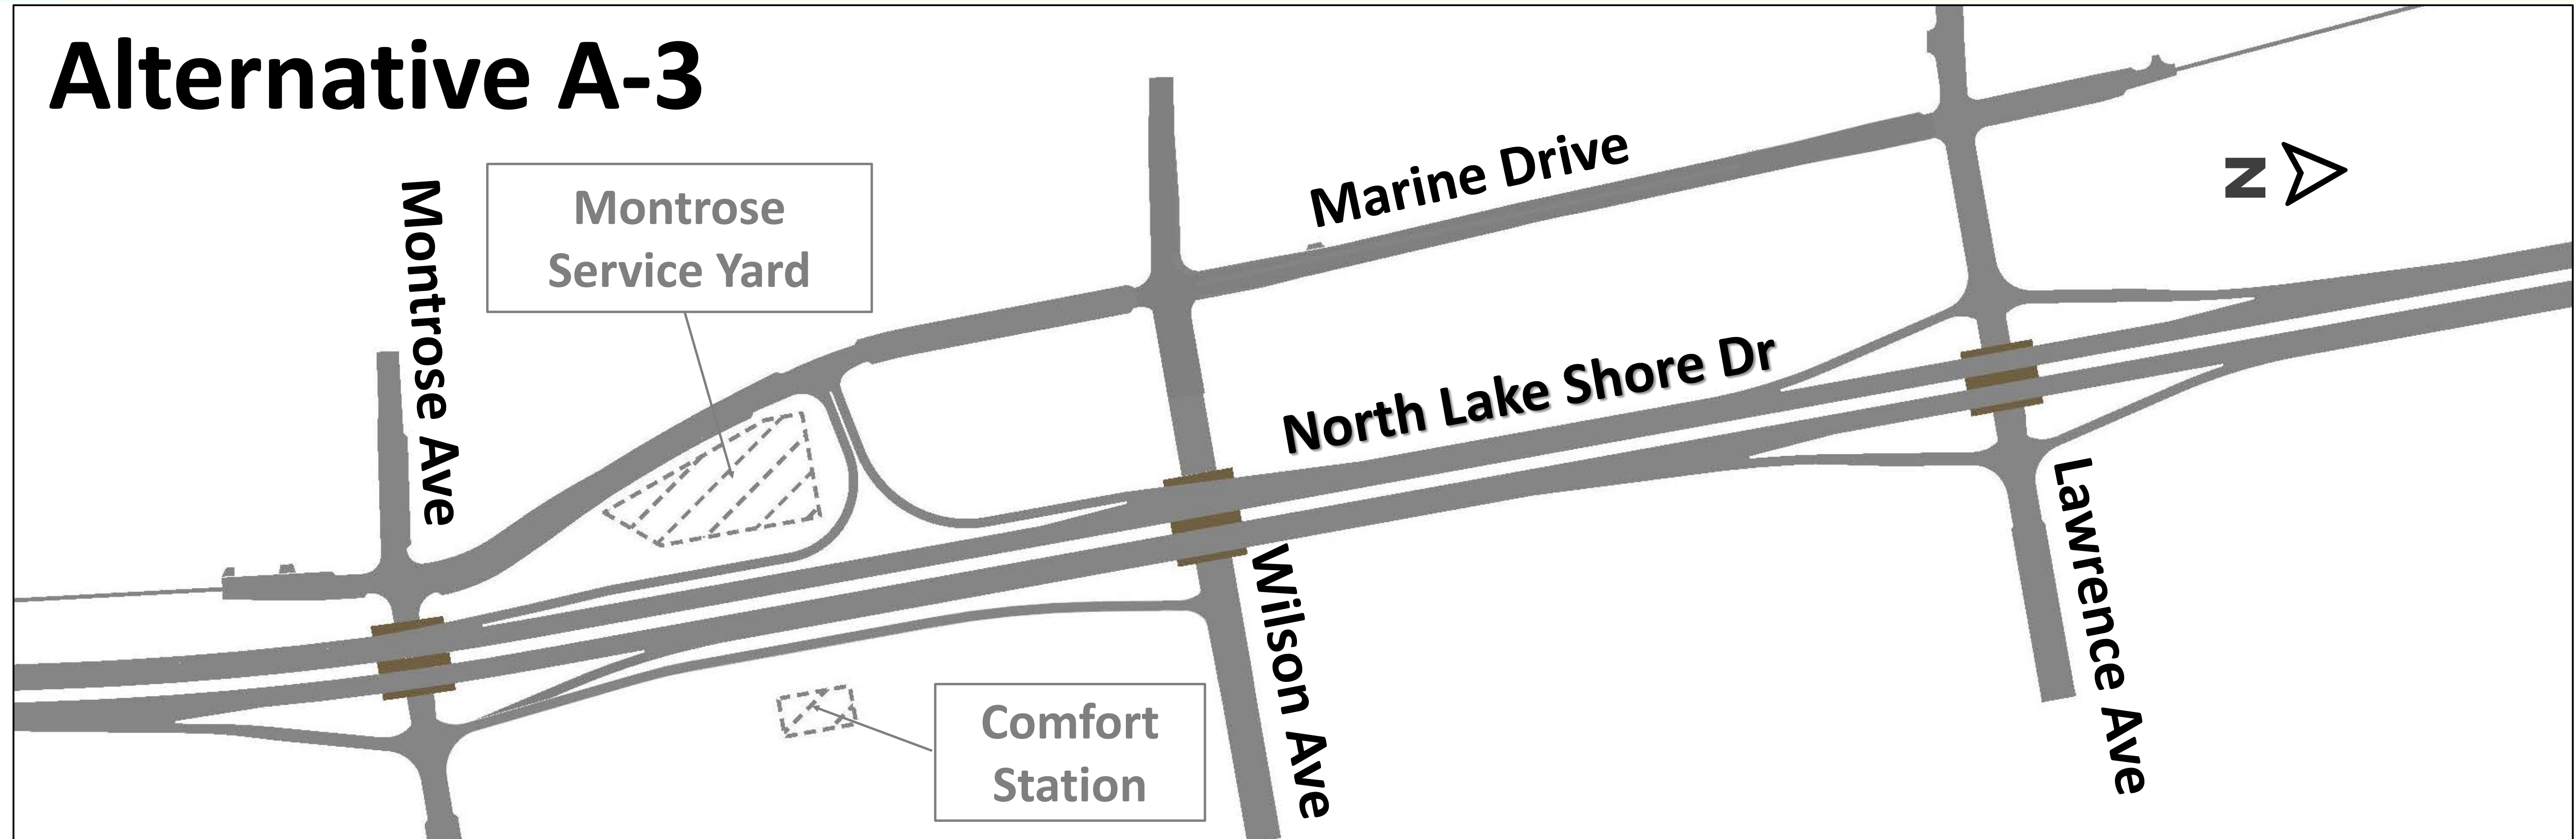 Alternative A-3
Montrose
Service Yard
Montrose Ave
Marine Drive
N
North Lake Shore Dr
Wilson Ave
Lawrence Ave
Comfort
Station